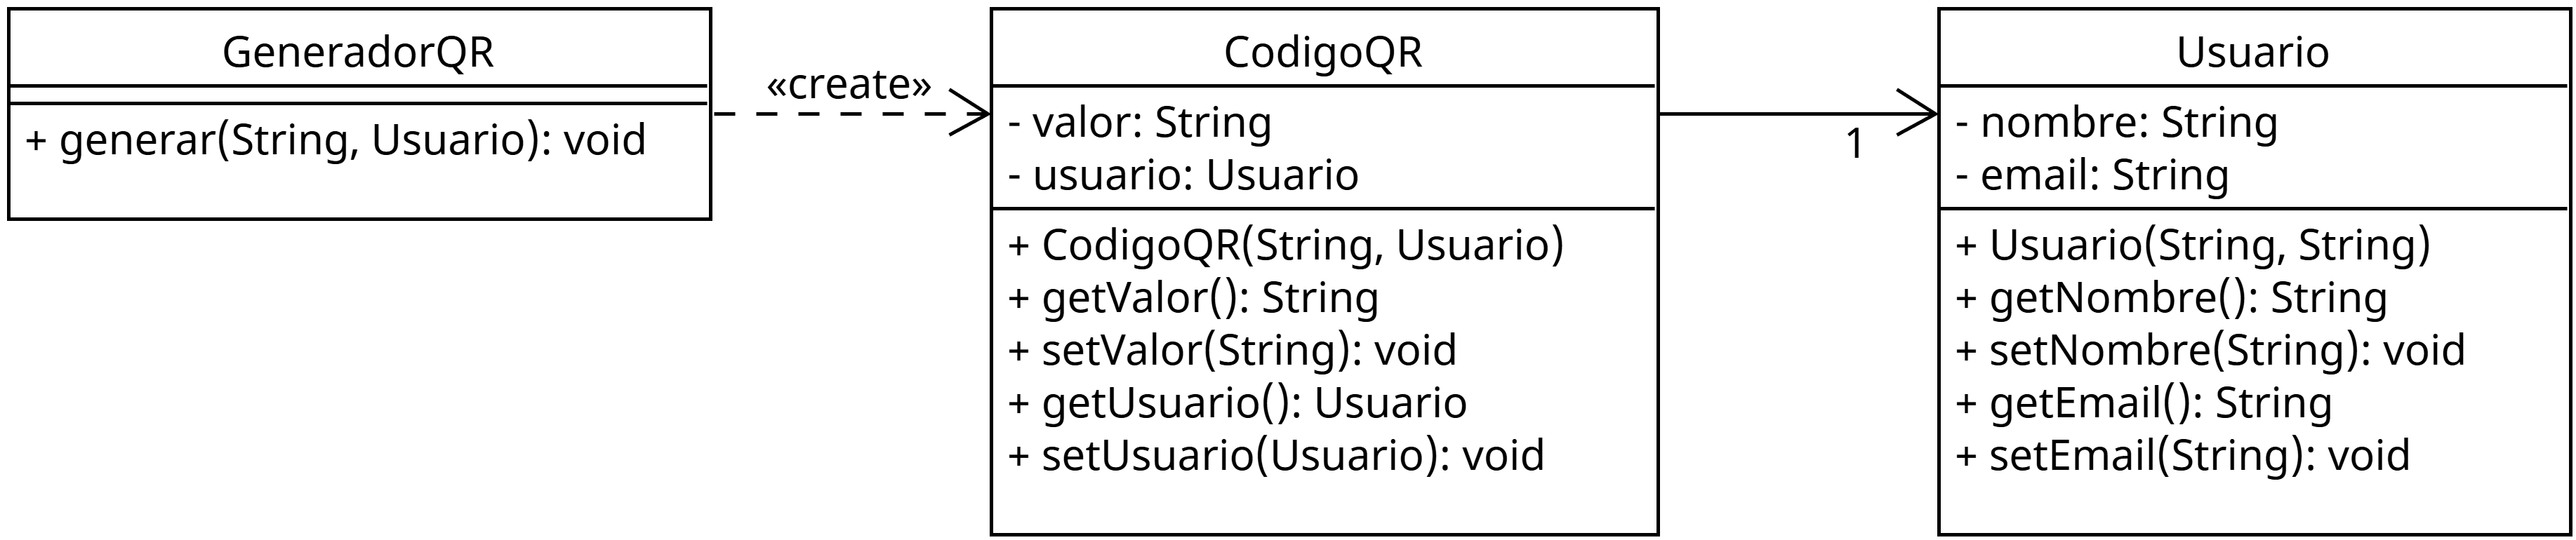 GeneradorQR
+ generar(String, Usuario): void
«create»
CodigoQR
- valor: String
- usuario: Usuario
+ CodigoQR(String, Usuario)
+ getValor(): String
+ setValor(String): void
+ getUsuario(): Usuario
+ setUsuario(Usuario): void
1
Usuario
- nombre: String
- email: String
+ Usuario(String, String)
+ getNombre(): String
+ setNombre(String): void
+ getEmail(): String
+ setEmail(String): void